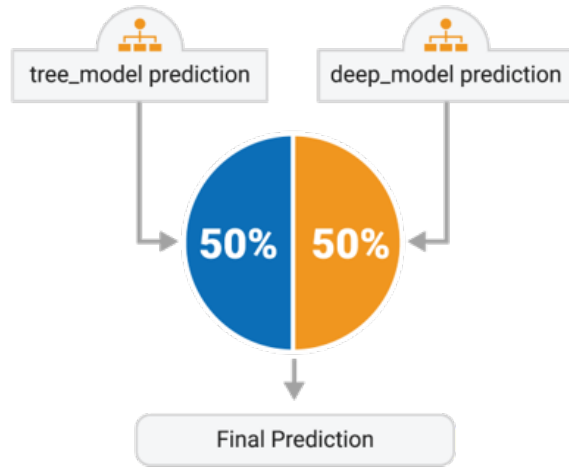 tree_model prediction
deep_model prediction
50%
50%
Final Prediction